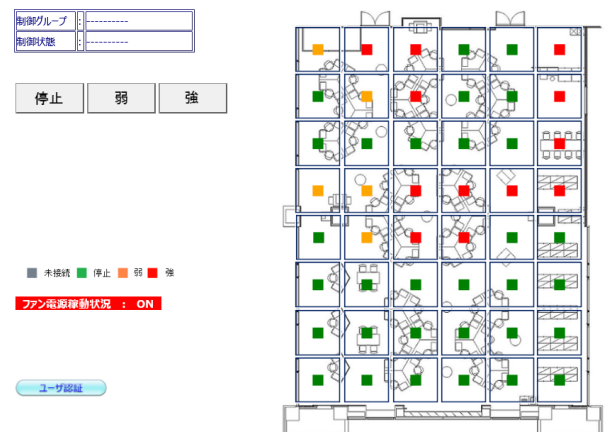 制御グループ : ----------
制御状態 : ----------
停止 弱 強
未接続 停止 弱 強
ファン電源稼動状況 : ON
ユーザ認証